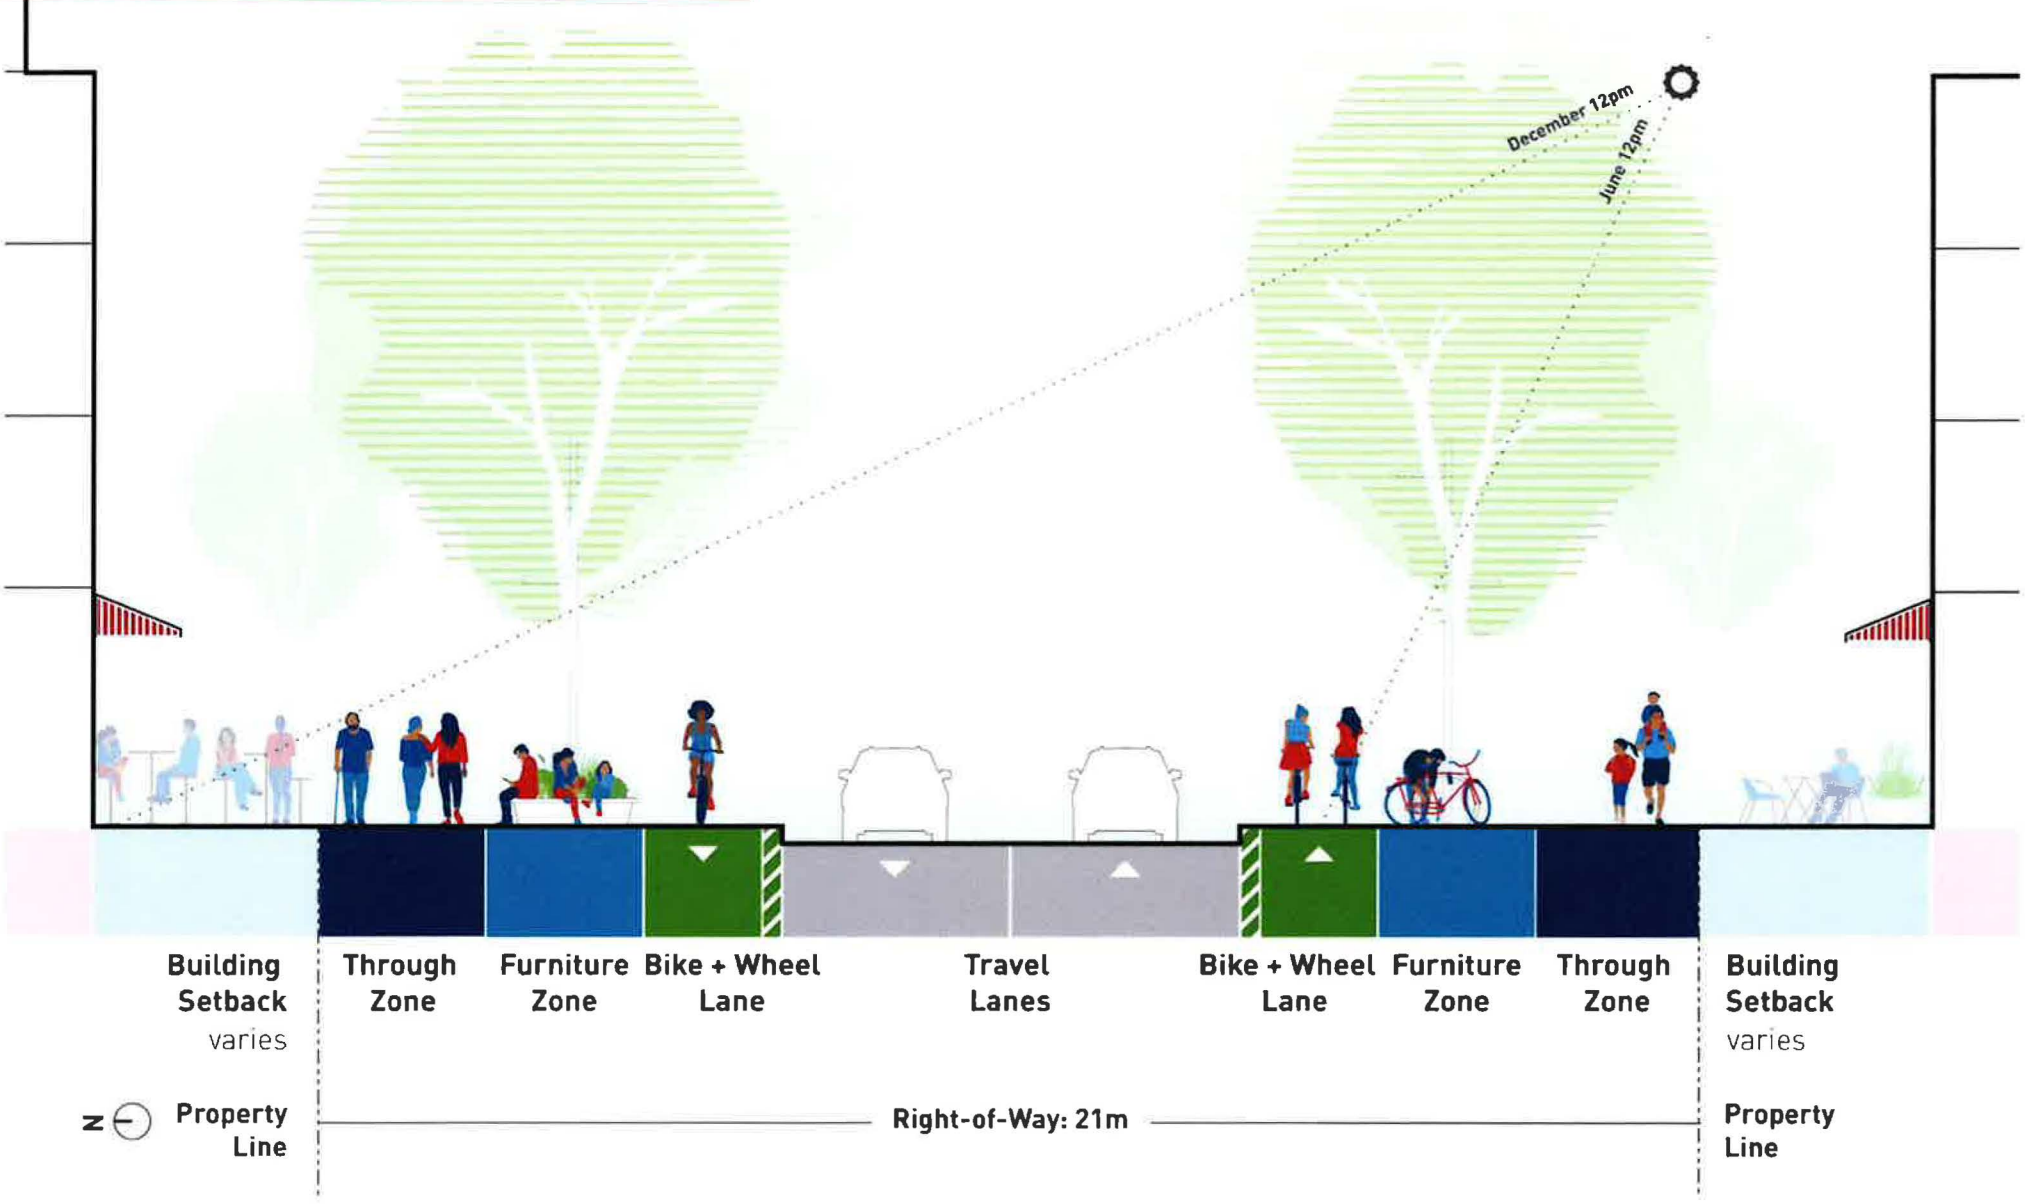 December 12pm
June 12pm
Building Setback varies
Through Zone
Furniture Zone
Bike + Wheel Lane
Travel Lanes
Bike + Wheel Lane
Furniture Zone
Through Zone
Building Setback varies
N
Property Line
Right-of-Way: 21m
Property Line